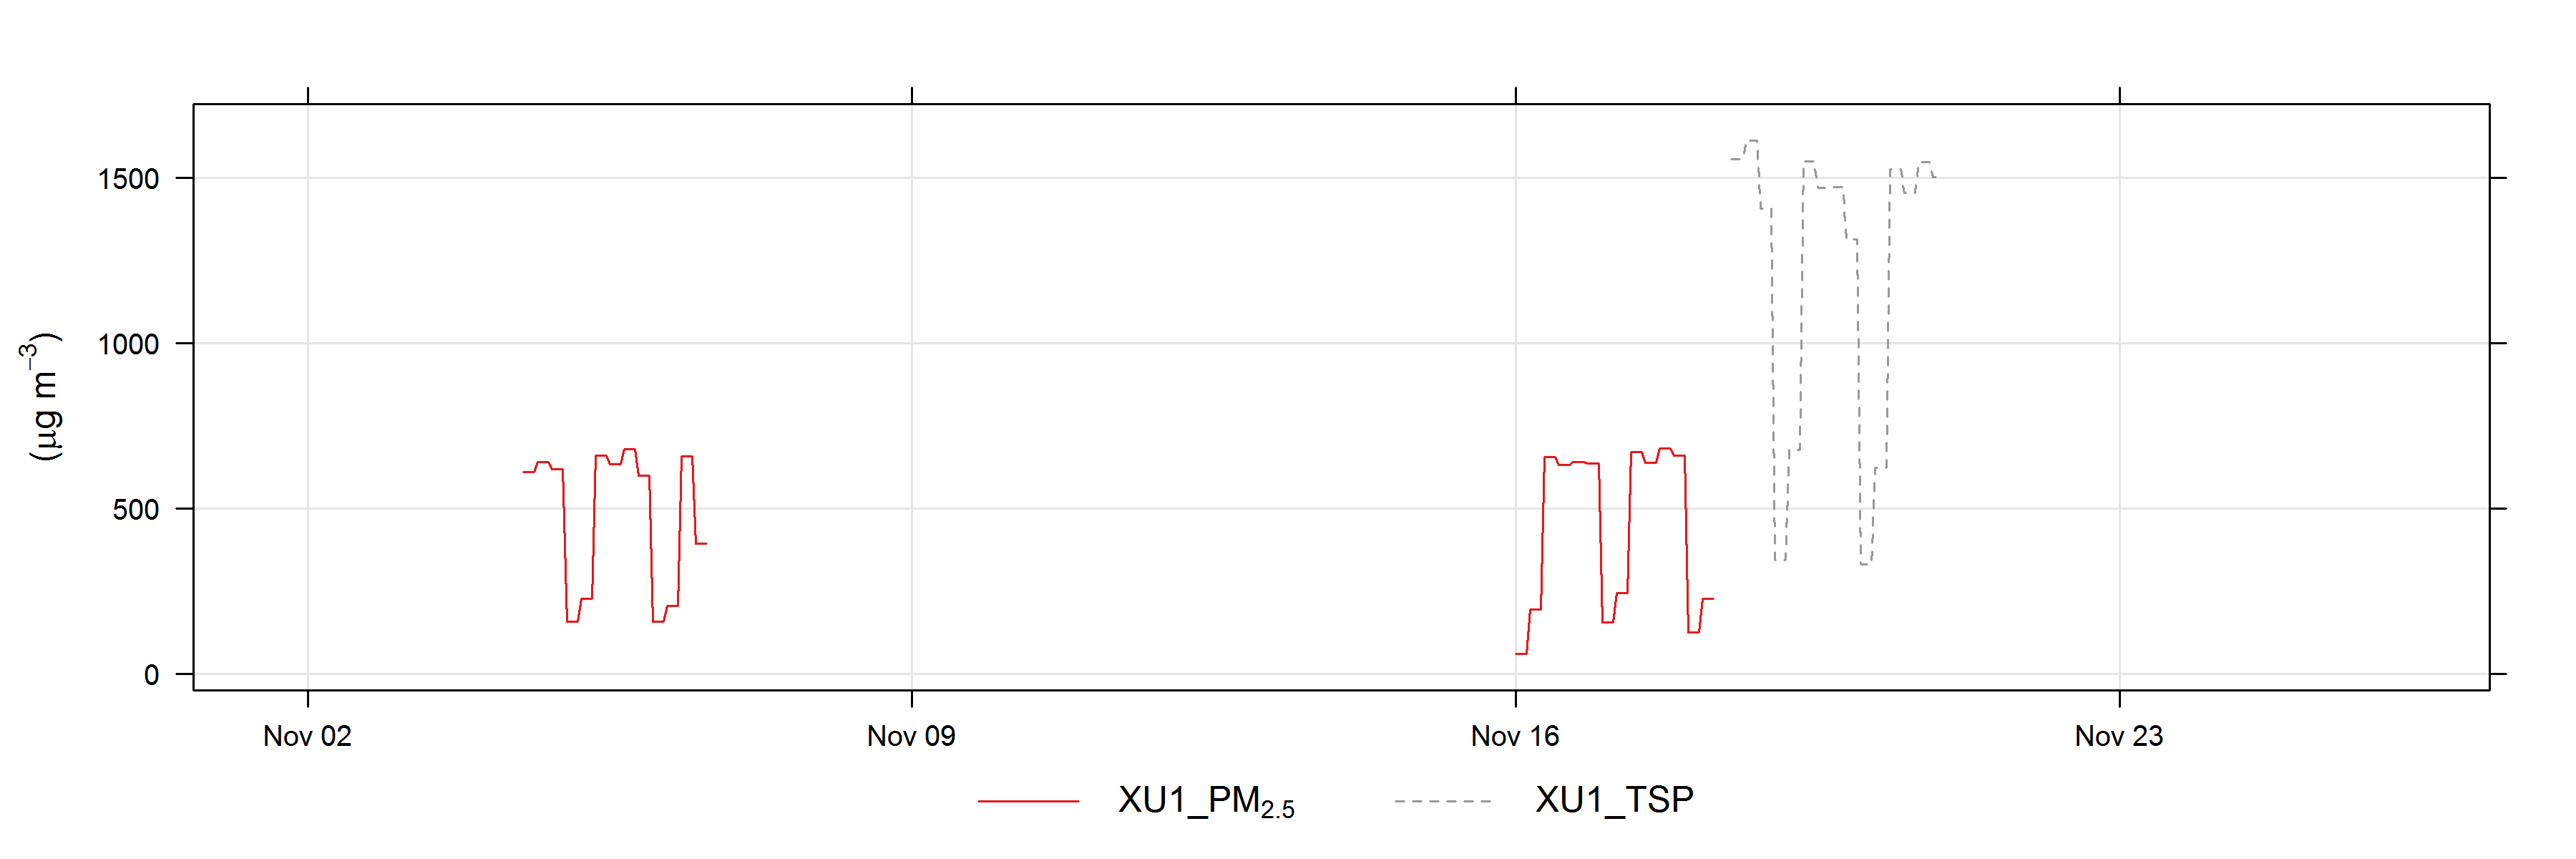 (μg m⁻³)
1500
1000
500
0
Nov 02 Nov 09 Nov 16 Nov 23
XU1_PM₂.₅ XU1_TSP